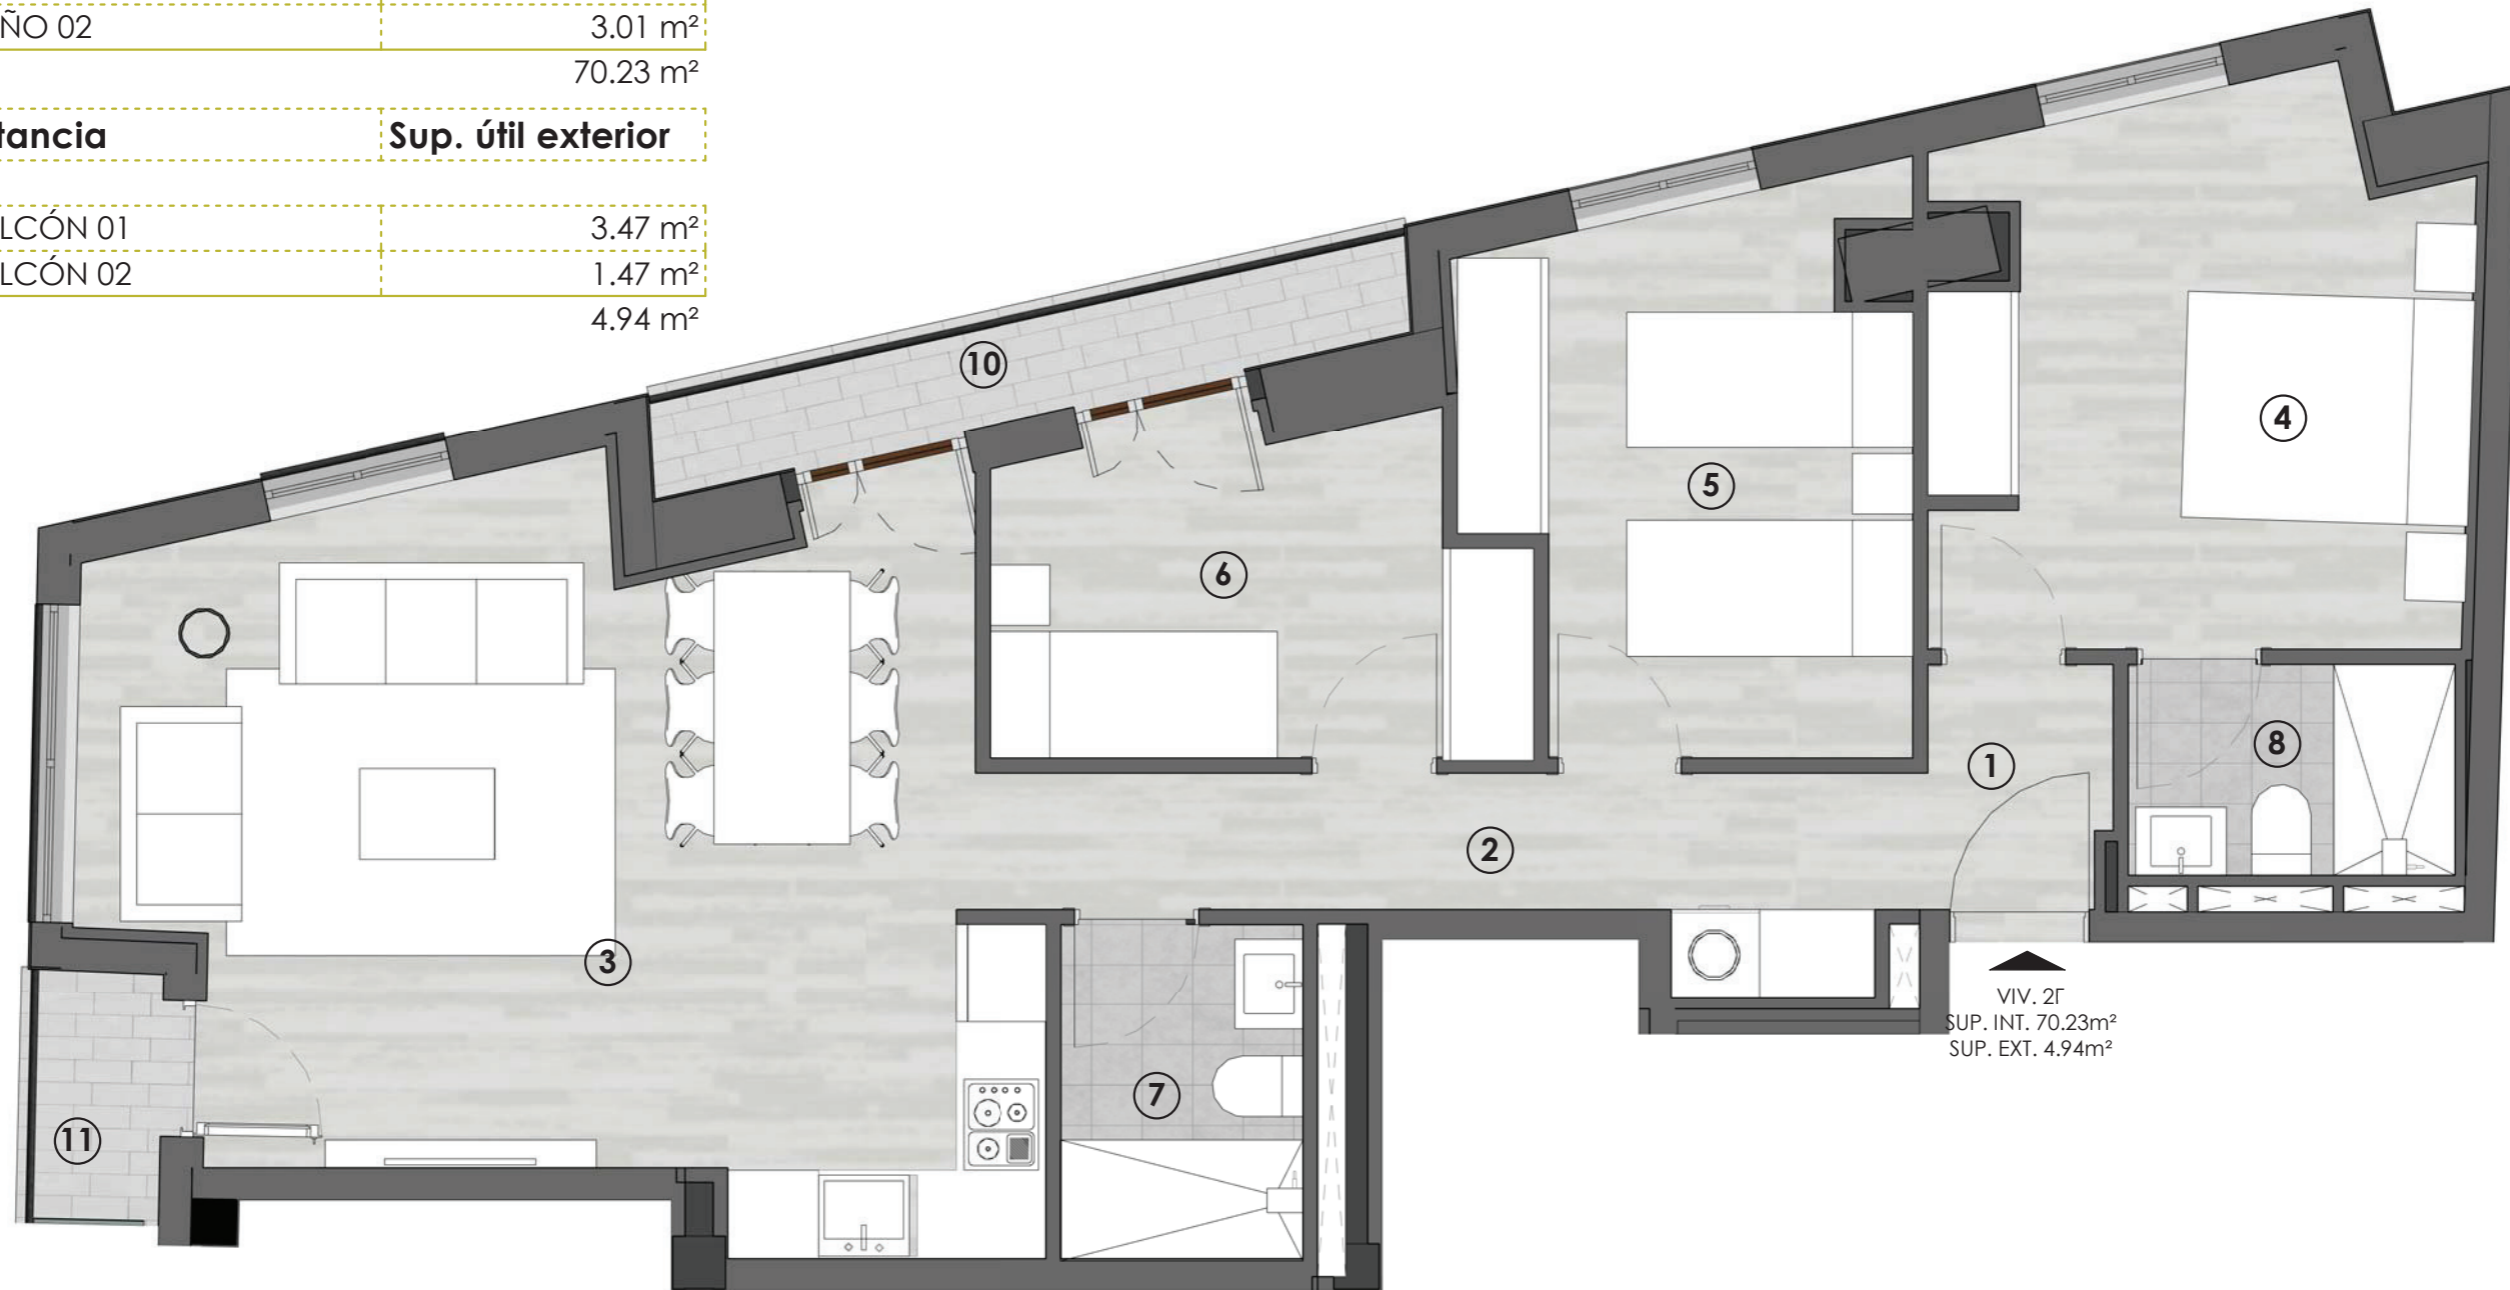 ÑO 02 3.01 m²
70.23 m²
tancia Sup. útil exterior
LCÓN 01 3.47 m²
LCÓN 02 1.47 m²
4.94 m²
10
4
5
6
8
1
2
3
7
11
VIV. 2
SUP. INT. 70.23m²
SUP. EXT. 4.94m²